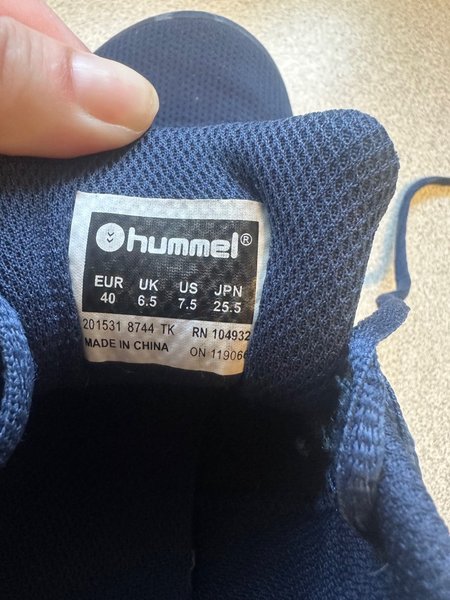 hummel®
EUR UK US JPN
40 6.5 7.5 25.5
201531 8744 TK RN 104932
MADE IN CHINA ON 11906